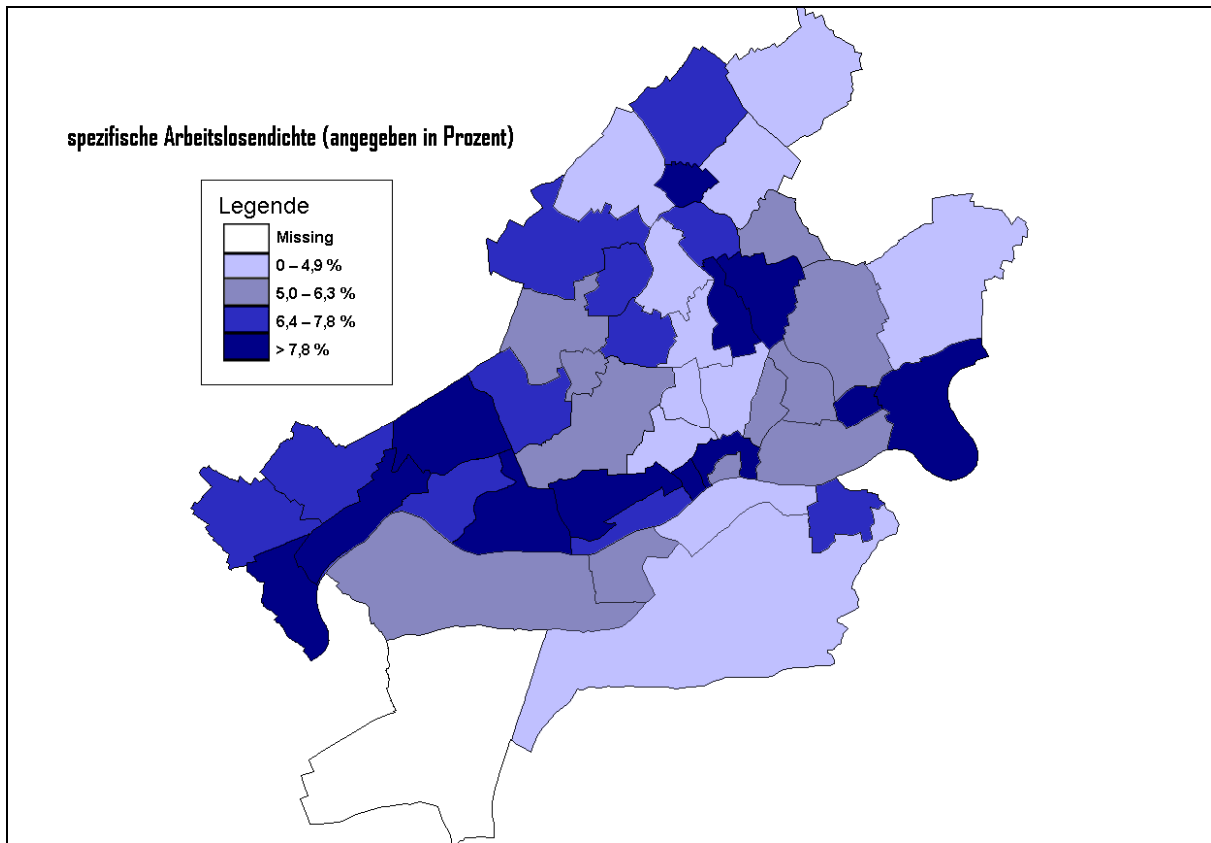 spezifische Arbeitslosendichte (angegeben in Prozent)
Legende
Missing
0 – 4,9 %
5,0 – 6,3 %
6,4 – 7,8 %
> 7,8 %